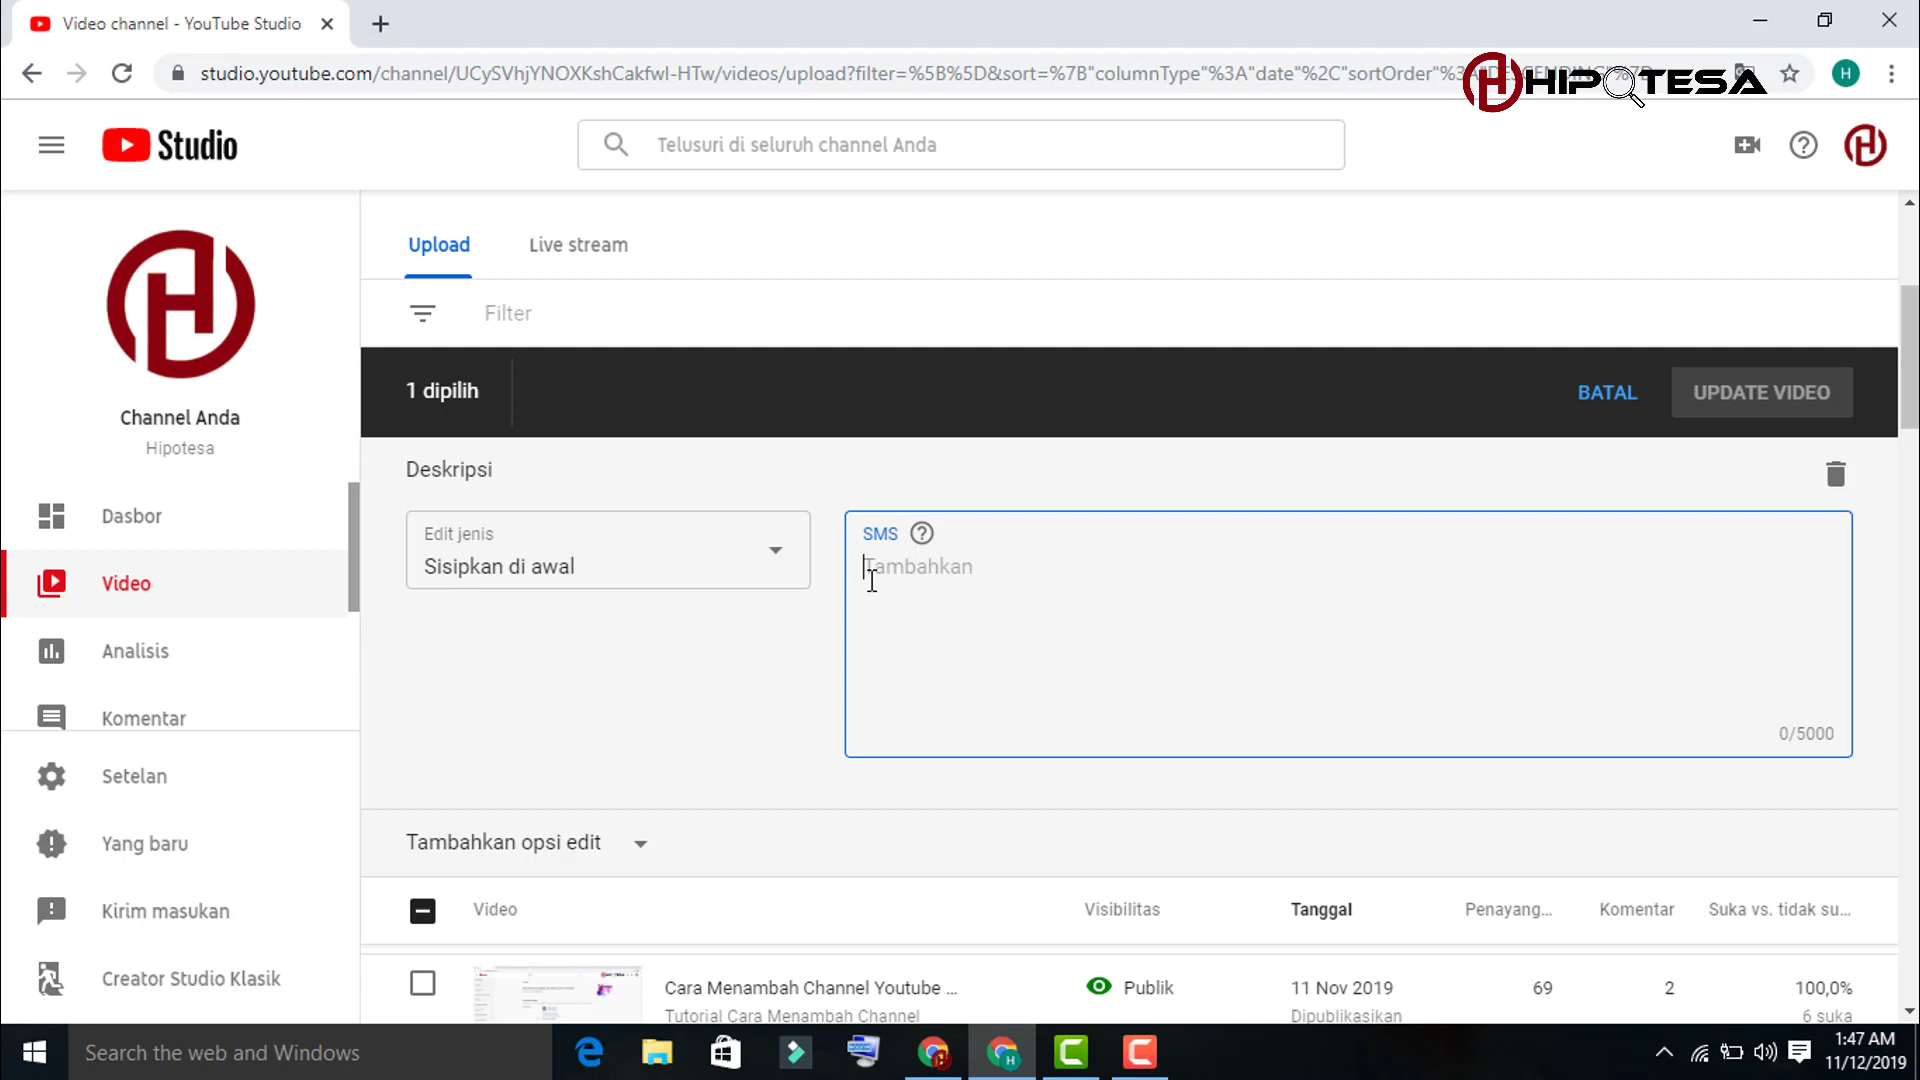 Video channel - YouTube Studio
studio.youtube.com/channel/UCySVhjYNOXKshCakfwI-HTw/videos/upload?filter=%5B%5D&sort=%7B"columnType"%3A"date"%2C"sortOrder"%3A"DESCENDING"%7D
H
HIPOTESA
Studio
Telusuri di seluruh channel Anda
Upload
Live stream
Filter
1 dipilih
BATAL
UPDATE VIDEO
Channel Anda
Hipotesa
Dasbor
Video
Analisis
Komentar
Setelan
Yang baru
Kirim masukan
Creator Studio Klasik
Deskripsi
Edit jenis
Sisipkan di awal
SMS
Tambahkan
0/5000
Tambahkan opsi edit
Video
Visibilitas
Tanggal
Penayang...
Komentar
Suka vs. tidak su...
Cara Menambah Channel Youtube ...
Publik
11 Nov 2019
69
2
100,0%
Tutorial Cara Menambah Channel
Dipublikasikan
6 suka
Search the web and Windows
1:47 AM
11/12/2019